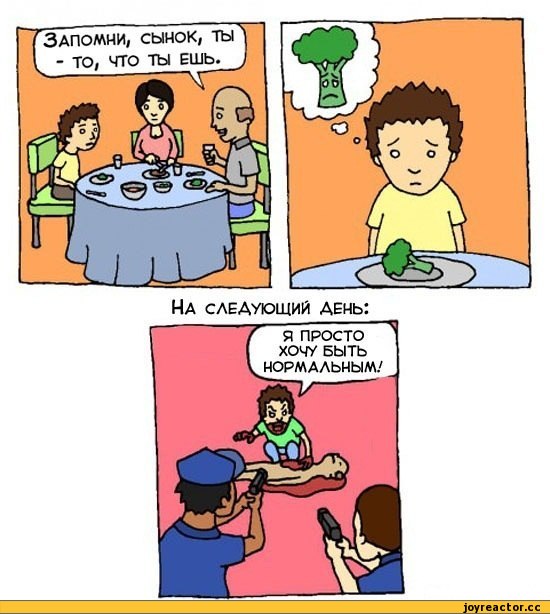 Запомни, сынок, ты
- то, что ты ешь.
На следующий день:
Я просто
хочу быть
нормальным!
joyreactor.cc